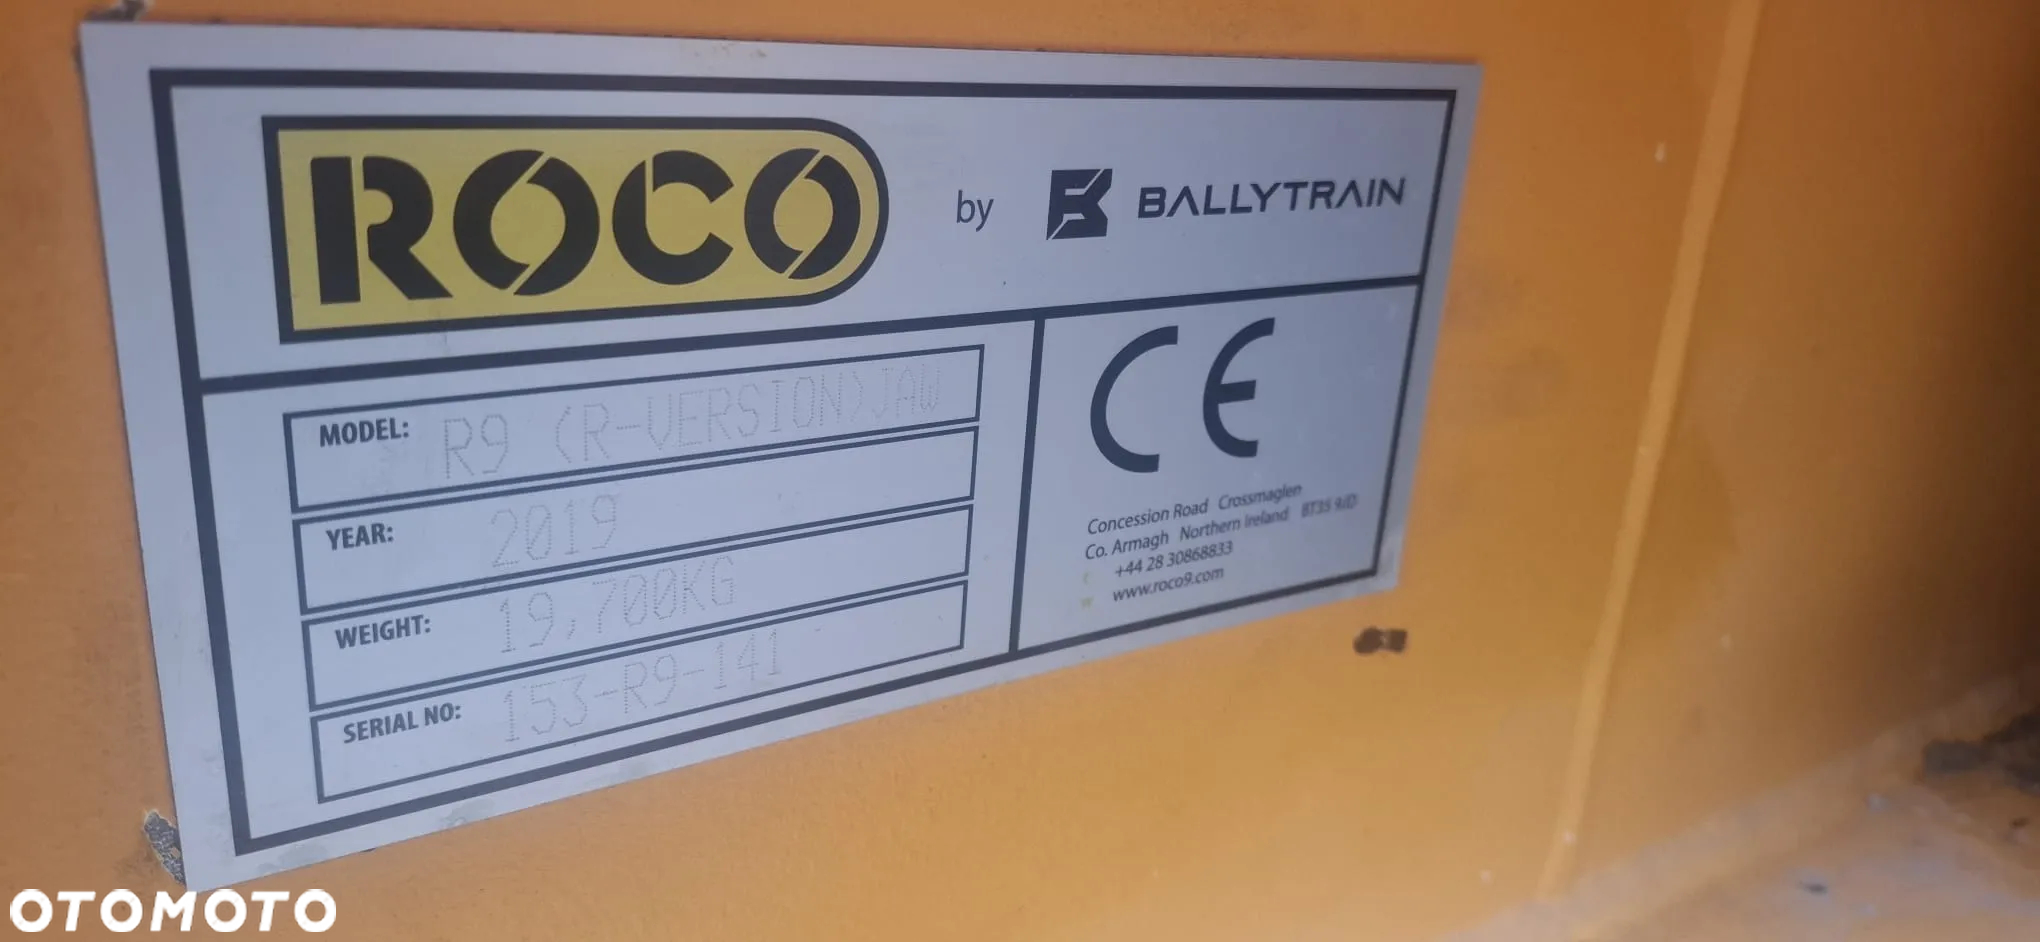 ROCO by BALLYTRAIN
MODEL: R9 (R-VERSION)JAW
YEAR: 2019
WEIGHT: 19,700KG
SERIAL NO: 153-R9-141
CE
Concession Road Crossmaglen
Co. Armagh Northern Ireland BT35 9JD
+44 28 30868833
w www.roco9.com
OTOMOTO